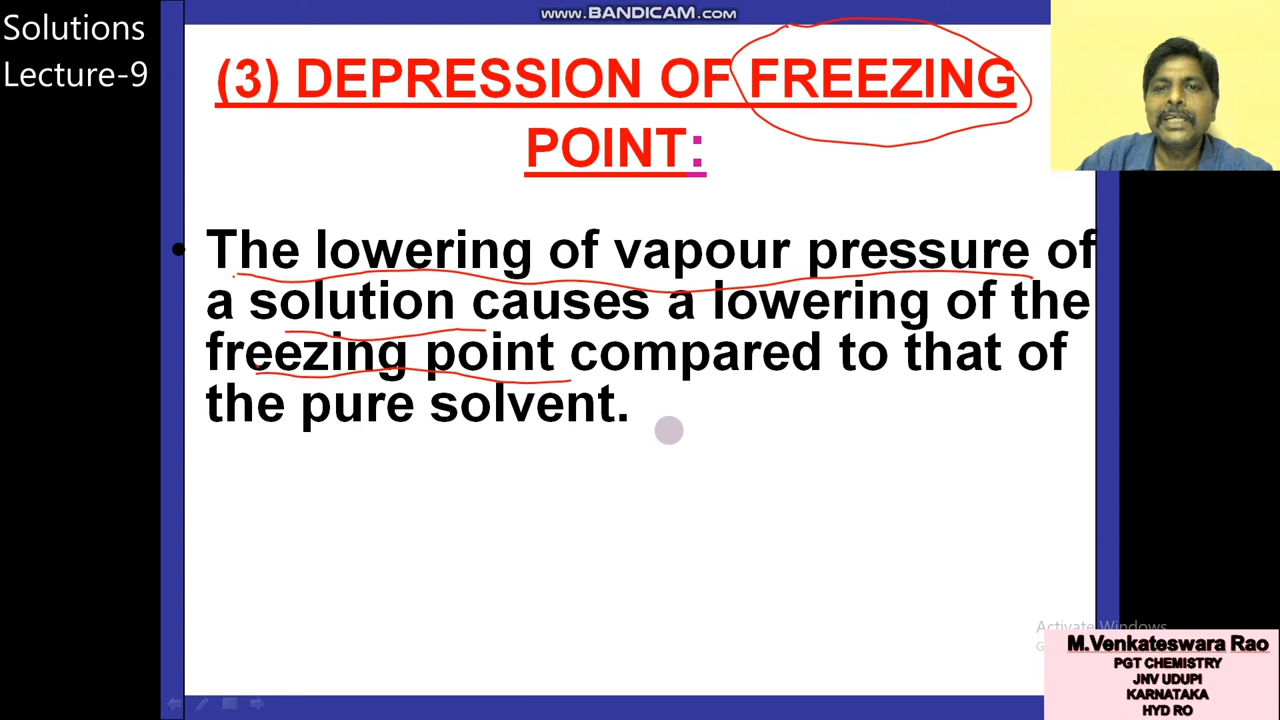 www.BANDICAM.com
Solutions
Lecture-9
(3) DEPRESSION OF FREEZING
POINT:
• The lowering of vapour pressure of
a solution causes a lowering of the
freezing point compared to that of
the pure solvent.
Activate Windows
M.Venkateswara Rao
PGT CHEMISTRY
JNV UDUPI
KARNATAKA
HYD RO